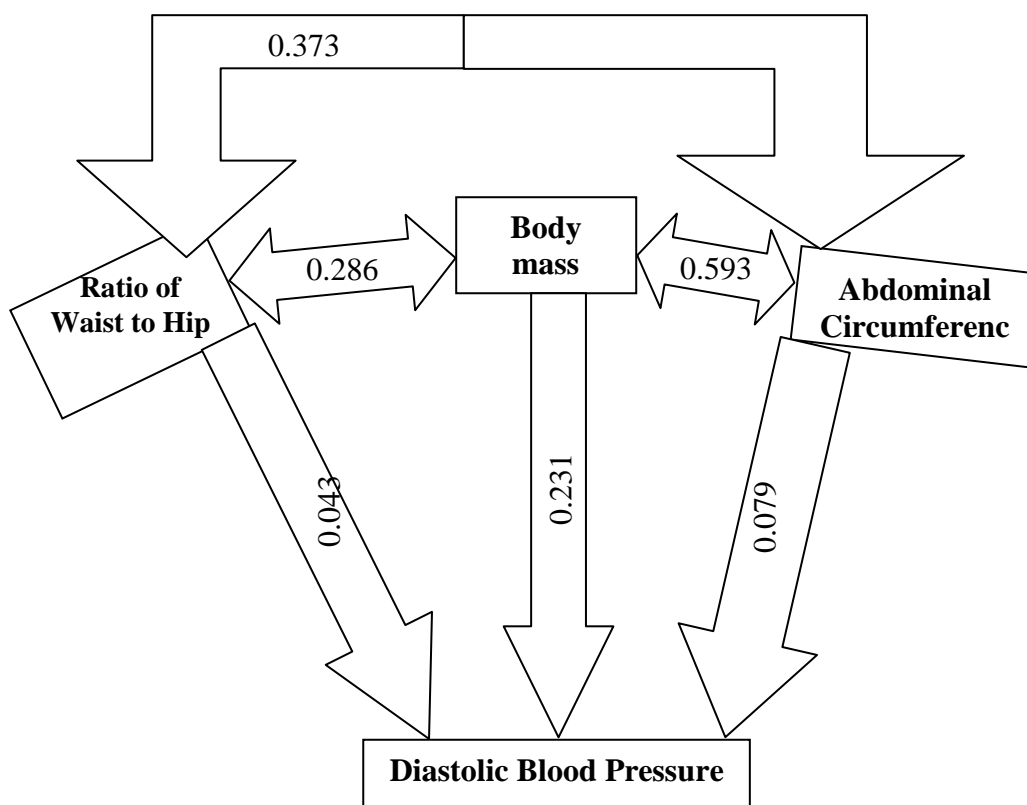 0.373
Body
mass
0.286
0.593
Ratio of
Waist to Hip
Abdominal
Circumferenc
0.043
0.231
0.079
Diastolic Blood Pressure